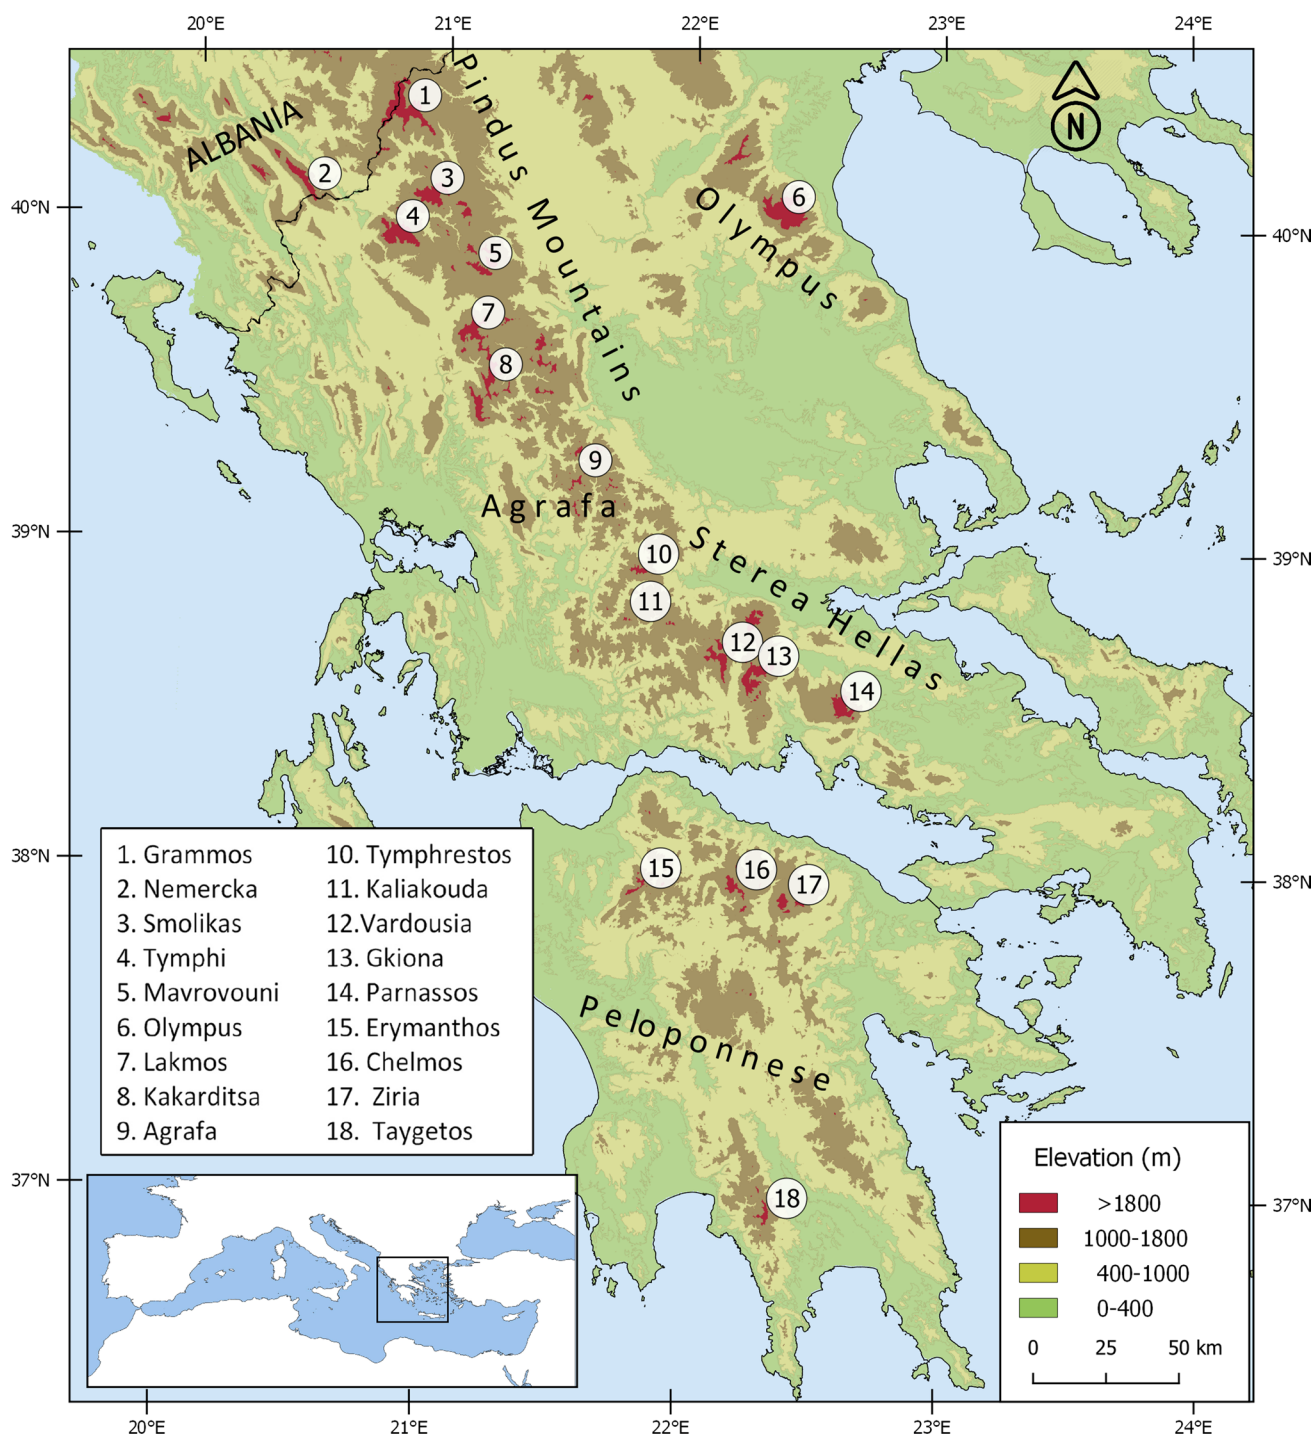 20°E
21°E
22°E
23°E
24°E
Pindus Mountains
N
ALBANIA
1
2
3
4
5
6
7
8
9
10
11
12
13
14
15
16
17
18
Olympus
Agrafa
Sterea Hellas
Peloponnese
40°N
39°N
38°N
37°N
40°N
39°N
38°N
37°N
1. Grammos
2. Nemercka
3. Smolikas
4. Tymphi
5. Mavrovouni
6. Olympus
7. Lakmos
8. Kakarditsa
9. Agrafa
10. Tymphrestos
11. Kaliakouda
12.Vardousia
13. Gkiona
14. Parnassos
15. Erymanthos
16. Chelmos
17. Ziria
18. Taygetos
Elevation (m)
>1800
1000-1800
400-1000
0-400
0 25 50 km
20°E
21°E
22°E
23°E
24°E